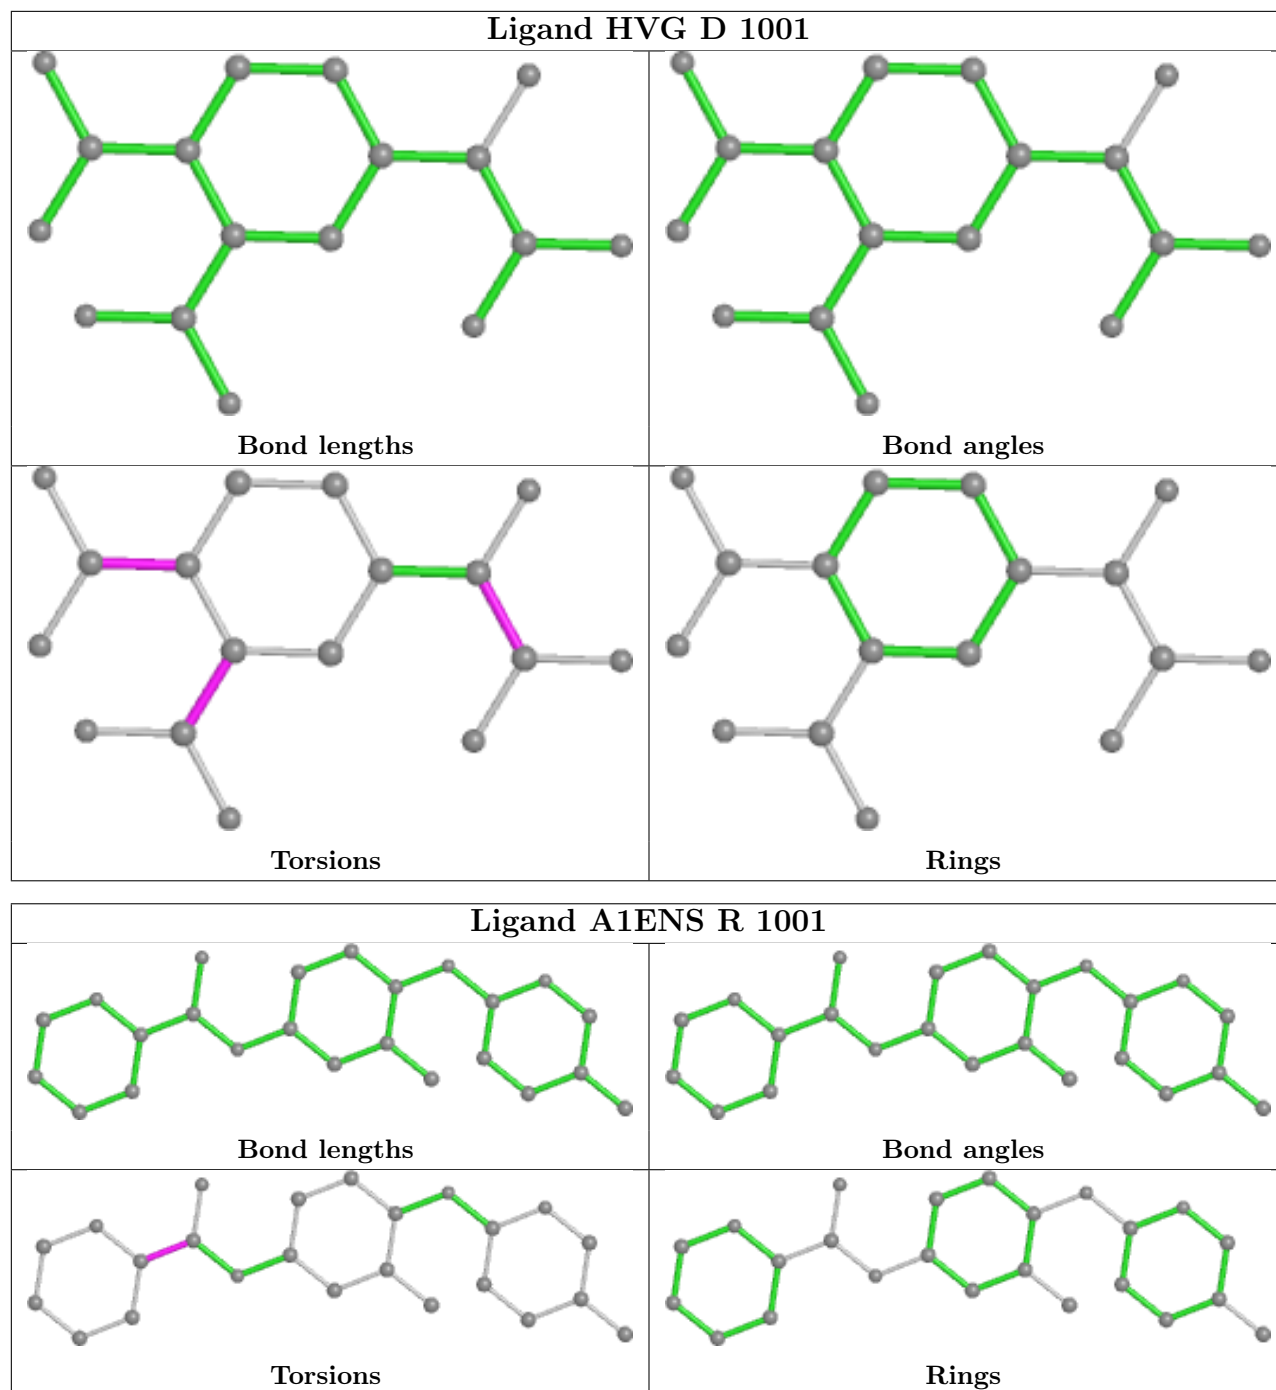 Ligand HVG D 1001
Bond lengths
Bond angles
Torsions
Rings
Ligand A1ENS R 1001
Bond lengths
Bond angles
Torsions
Rings